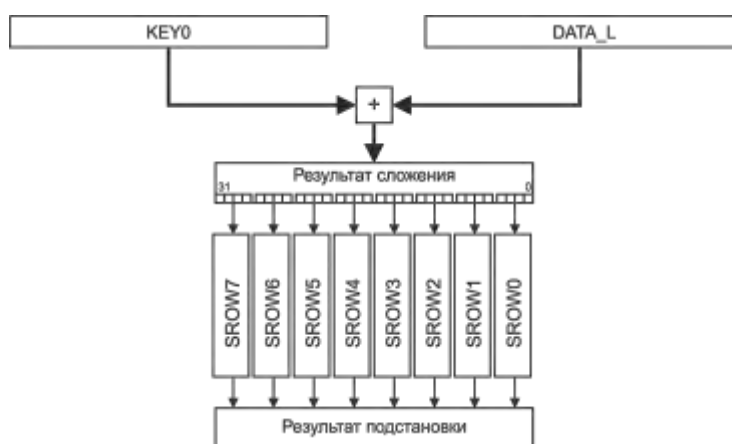 KEY0
DATA_L
+
Результат сложения
31
0
SROW7
SROW6
SROW5
SROW4
SROW3
SROW2
SROW1
SROW0
Результат подстановки